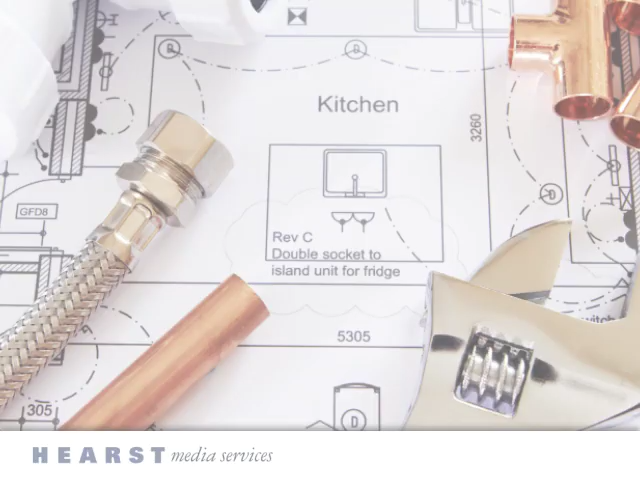 Kitchen
3260
GFD8
Rev C
Double socket to
island unit for fridge
5305
305
D
HEARST media services